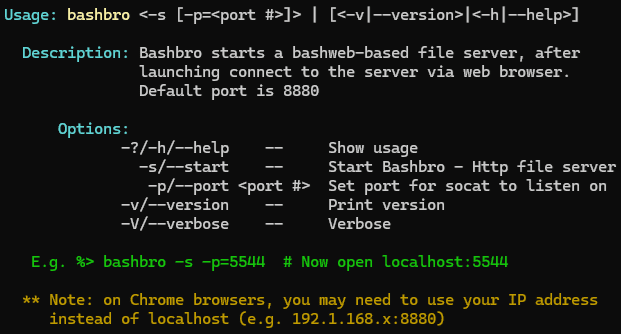 Usage: bashbro <-s [-p=<port #>]> | [<-v|--version>|<-h|--help>]
Description: Bashbro starts a bashweb-based file server, after
launching connect to the server via web browser.
Default port is 8880
Options:
-?/-h/--help -- Show usage
-s/--start -- Start Bashbro - Http file server
-p/--port <port #> Set port for socat to listen on
-v/--version -- Print version
-V/--verbose -- Verbose
E.g. %> bashbro -s -p=5544 # Now open localhost:5544
** Note: on Chrome browsers, you may need to use your IP address
instead of localhost (e.g. 192.1.168.x:8880)